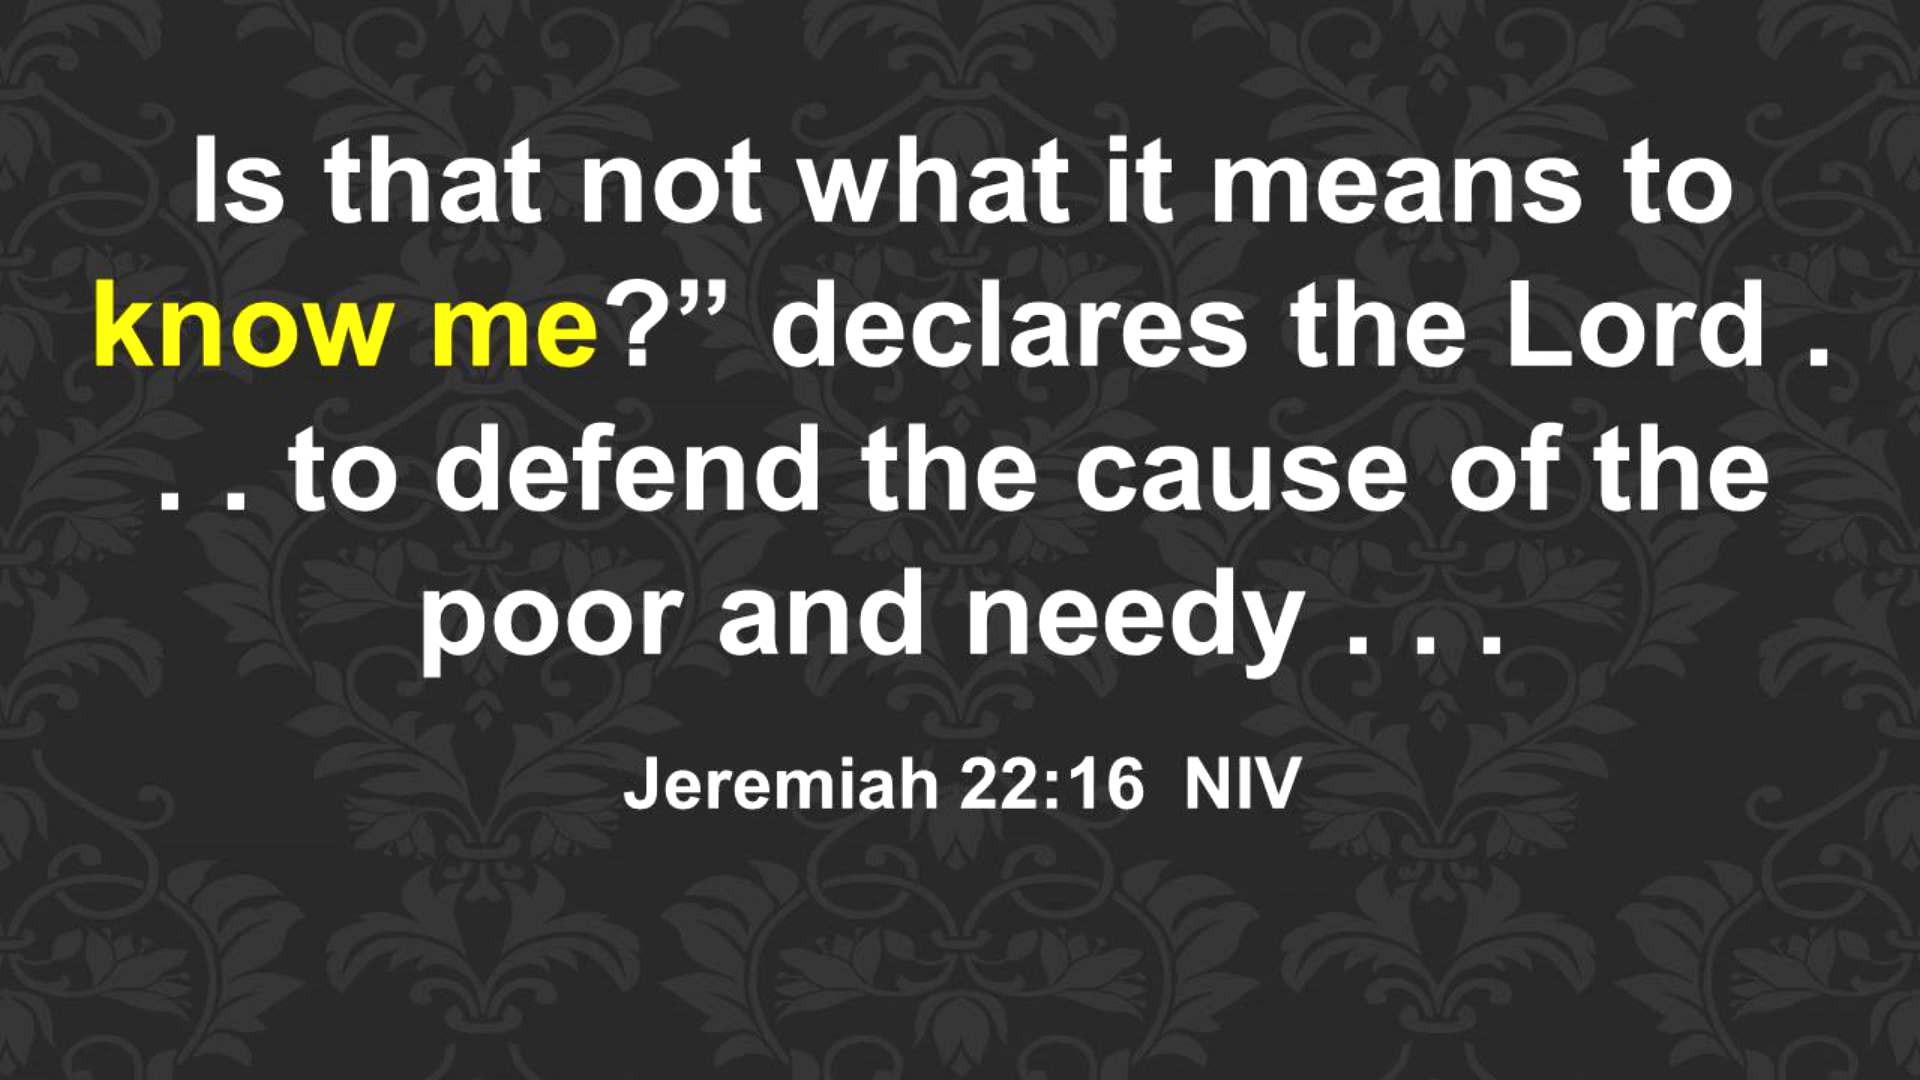 Is that not what it means to
know me?” declares the Lord .
. . to defend the cause of the
poor and needy . . .
Jeremiah 22:16  NIV